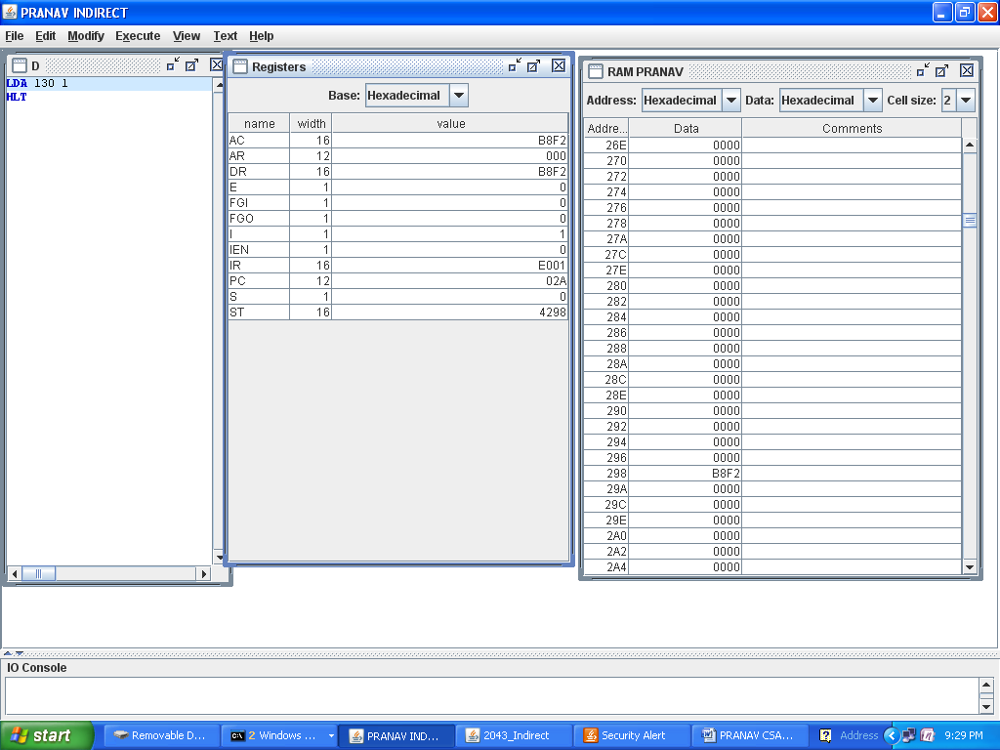 PRANAV INDIRECT
File Edit Modify Execute View Text Help
D
LDA 130 1
HLT
Registers
Base: Hexadecimal
name width value
AC 16 B8F2
AR 12 000
DR 16 B8F2
E 1 0
FGI 1 0
FGO 1 0
I 1 1
IEN 1 0
IR 16 E001
PC 12 02A
S 1 0
ST 16 4298
RAM PRANAV
Address: Hexadecimal Data: Hexadecimal Cell size: 2
Addre... Data Comments
26E 0000
270 0000
272 0000
274 0000
276 0000
278 0000
27A 0000
27C 0000
27E 0000
280 0000
282 0000
284 0000
286 0000
288 0000
28A 0000
28C 0000
28E 0000
290 0000
292 0000
294 0000
296 0000
298 B8F2
29A 0000
29C 0000
29E 0000
2A0 0000
2A2 0000
2A4 0000
IO Console
start Removable D... 2 Windows ... PRANAV IND... 2043_Indirect Security Alert PRANAV CSA... Address 9:29 PM